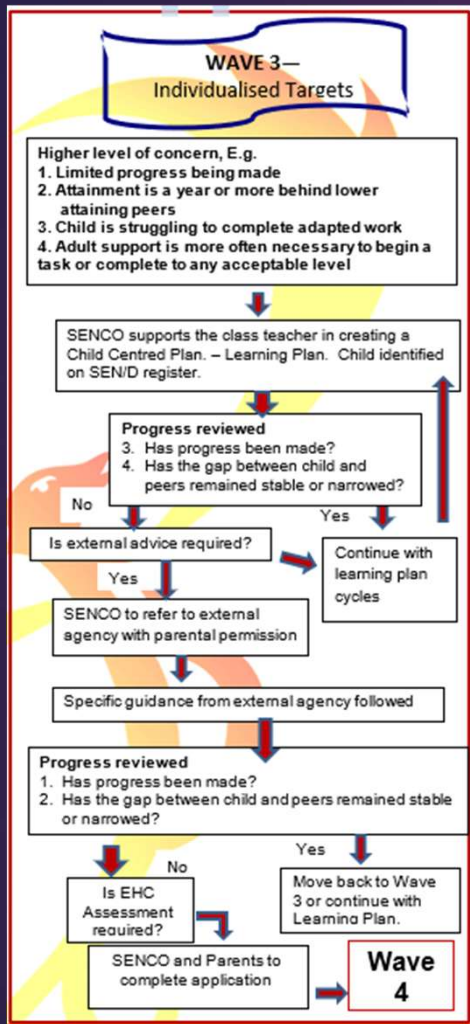 WAVE 3—
Individualised Targets
Higher level of concern, E.g.
1. Limited progress being made
2. Attainment is a year or more behind lower
attaining peers
3. Child is struggling to complete adapted work
4. Adult support is more often necessary to begin a
task or complete to any acceptable level
SENCO supports the class teacher in creating a
Child Centred Plan. – Learning Plan. Child identified
on SEN/D register.
Progress reviewed
3. Has progress been made?
4. Has the gap between child and
peers remained stable or narrowed?
No
Yes
Is external advice required?
Continue with
learning plan
cycles
Yes
SENCO to refer to external
agency with parental permission
Specific guidance from external agency followed
Progress reviewed
1. Has progress been made?
2. Has the gap between child and peers remained stable
or narrowed?
No
Yes
Is EHC
Assessment
required?
Move back to Wave
3 or continue with
Learning Plan.
SENCO and Parents to
complete application
Wave
4